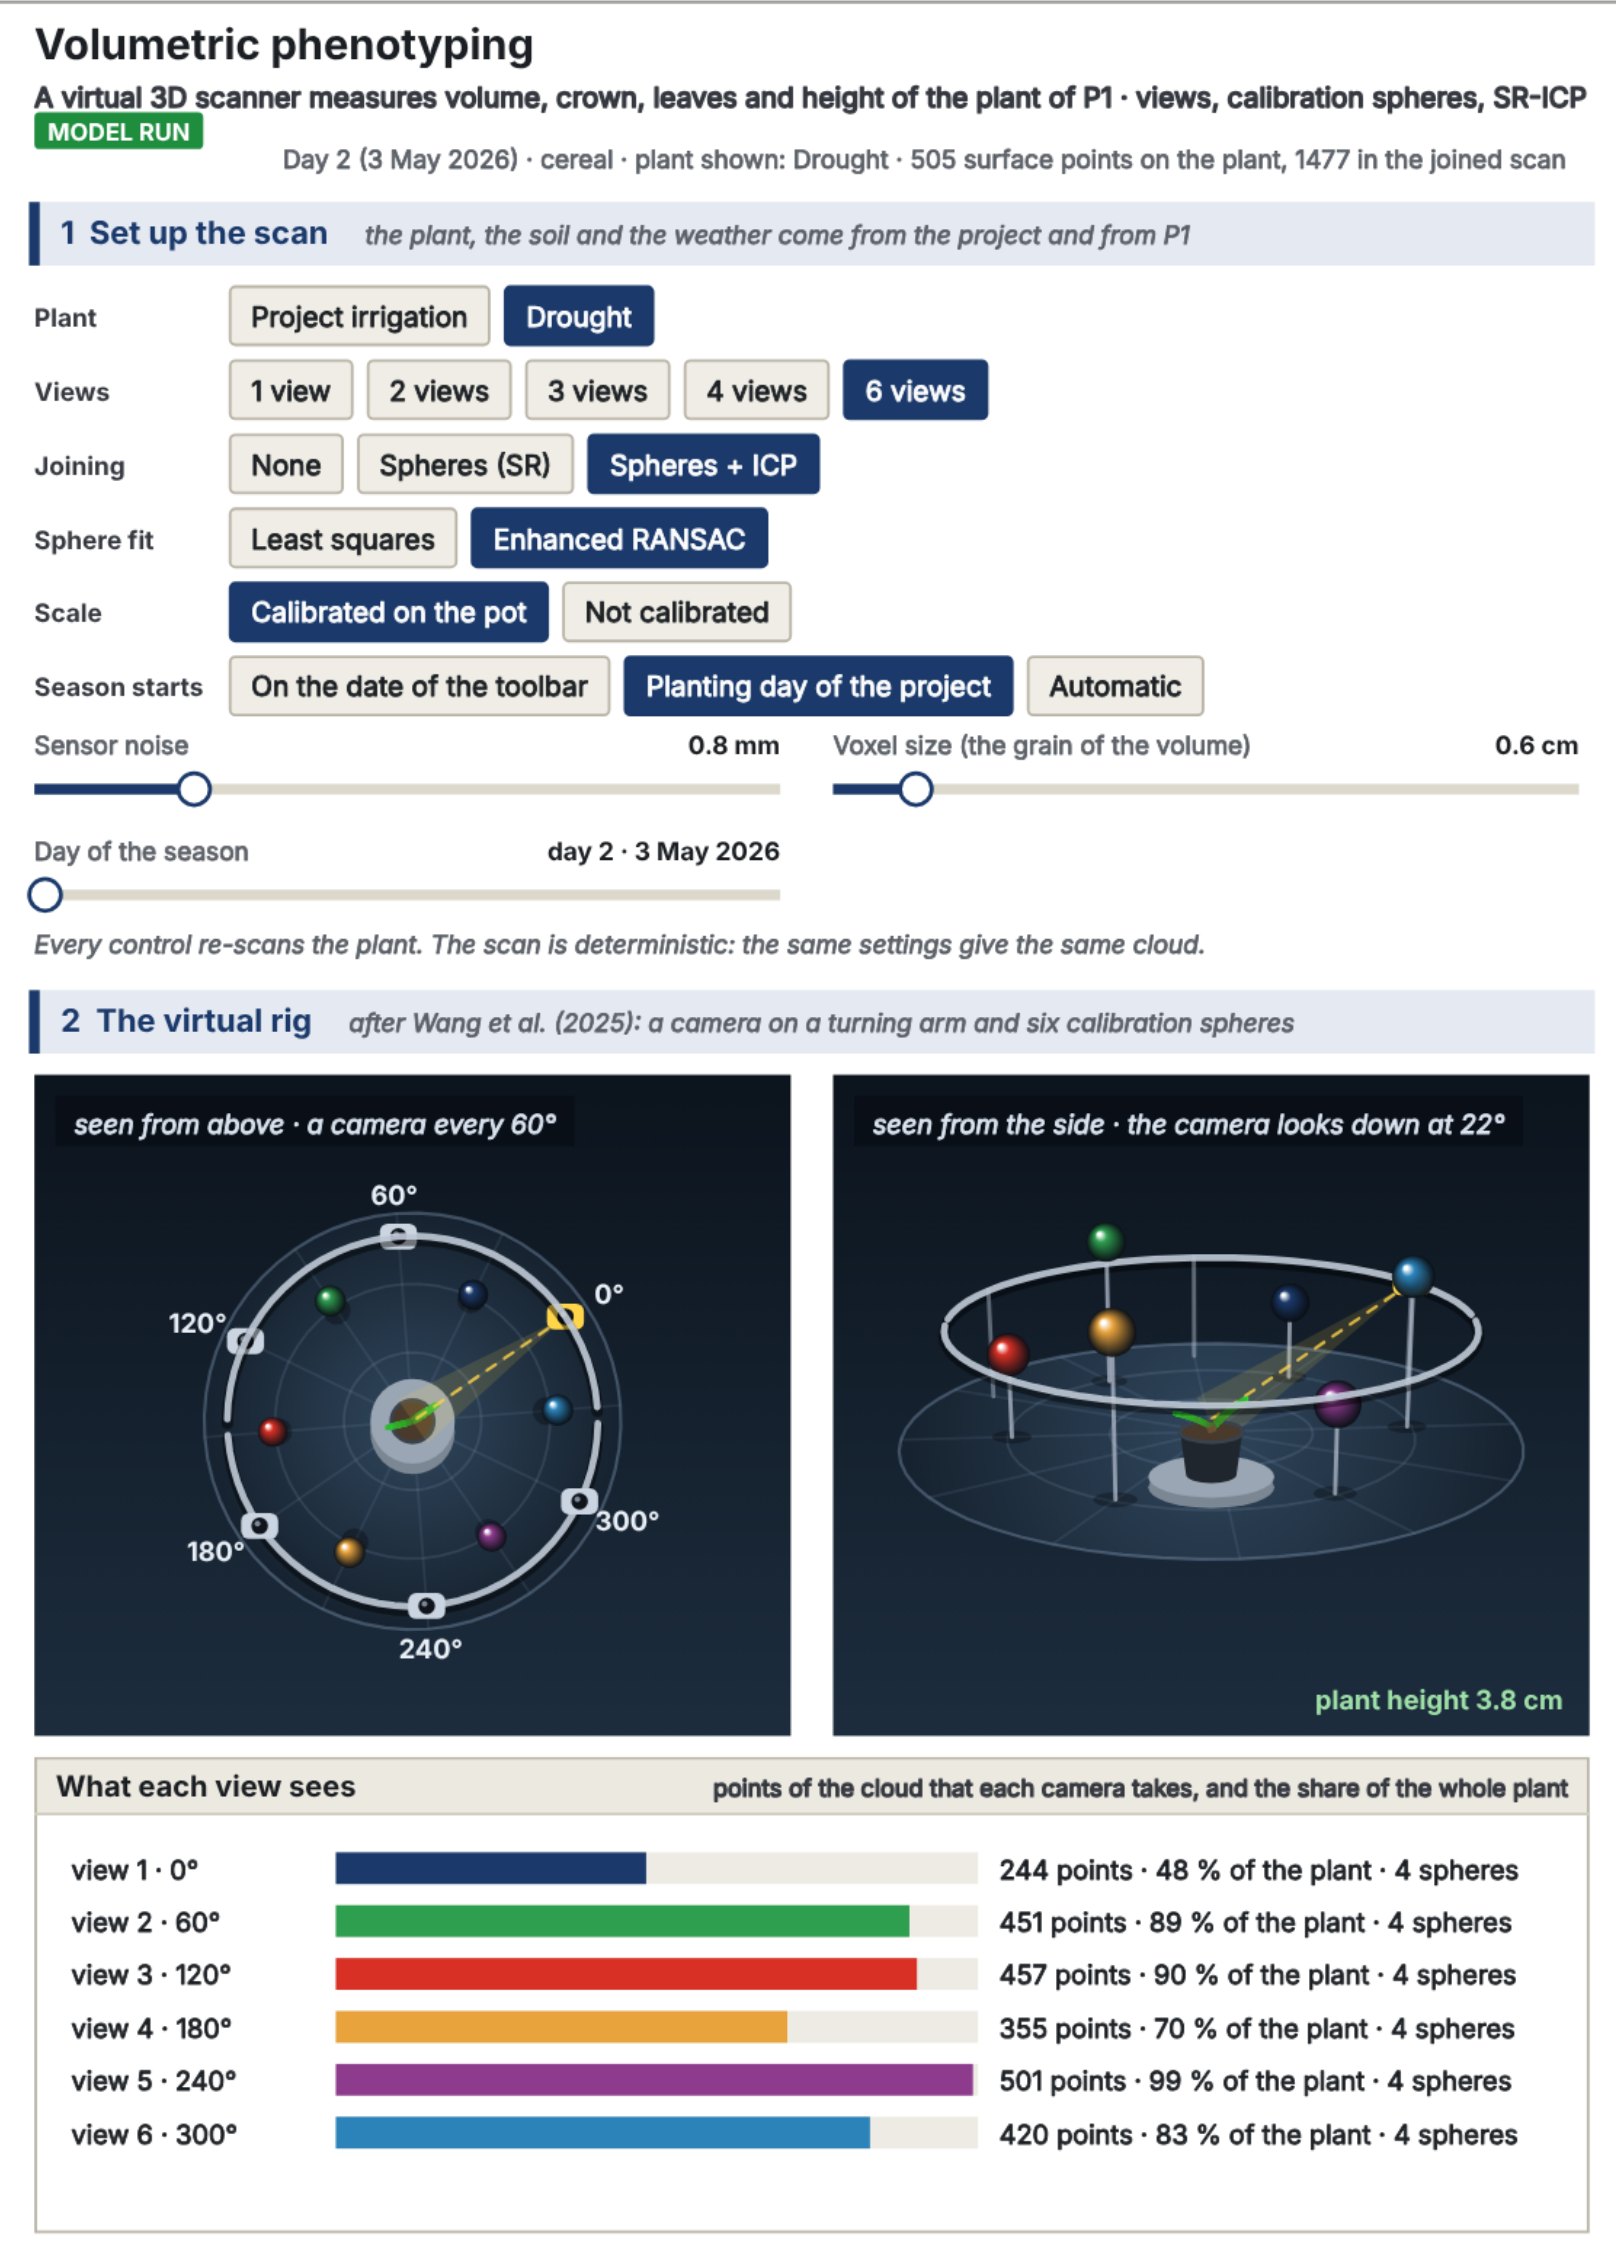 Volumetric phenotyping
A virtual 3D scanner measures volume, crown, leaves and height of the plant of P1 · views, calibration spheres, SR-ICP
MODEL RUN
Day 2 (3 May 2026) · cereal · plant shown: Drought · 505 surface points on the plant, 1477 in the joined scan
1 Set up the scan the plant, the soil and the weather come from the project and from P1
Plant Project irrigation Drought
Views 1 view 2 views 3 views 4 views 6 views
Joining None Spheres (SR) Spheres + ICP
Sphere fit Least squares Enhanced RANSAC
Scale Calibrated on the pot Not calibrated
Season starts On the date of the toolbar Planting day of the project Automatic
Sensor noise 0.8 mm Voxel size (the grain of the volume) 0.6 cm
Day of the season day 2 · 3 May 2026
Every control re-scans the plant. The scan is deterministic: the same settings give the same cloud.
2 The virtual rig after Wang et al. (2025): a camera on a turning arm and six calibration spheres
seen from above · a camera every 60°
60°
0°
120°
300°
180°
240°
seen from the side · the camera looks down at 22°
plant height 3.8 cm
What each view sees points of the cloud that each camera takes, and the share of the whole plant
view 1 · 0° 244 points · 48 % of the plant · 4 spheres
view 2 · 60° 451 points · 89 % of the plant · 4 spheres
view 3 · 120° 457 points · 90 % of the plant · 4 spheres
view 4 · 180° 355 points · 70 % of the plant · 4 spheres
view 5 · 240° 501 points · 99 % of the plant · 4 spheres
view 6 · 300° 420 points · 83 % of the plant · 4 spheres